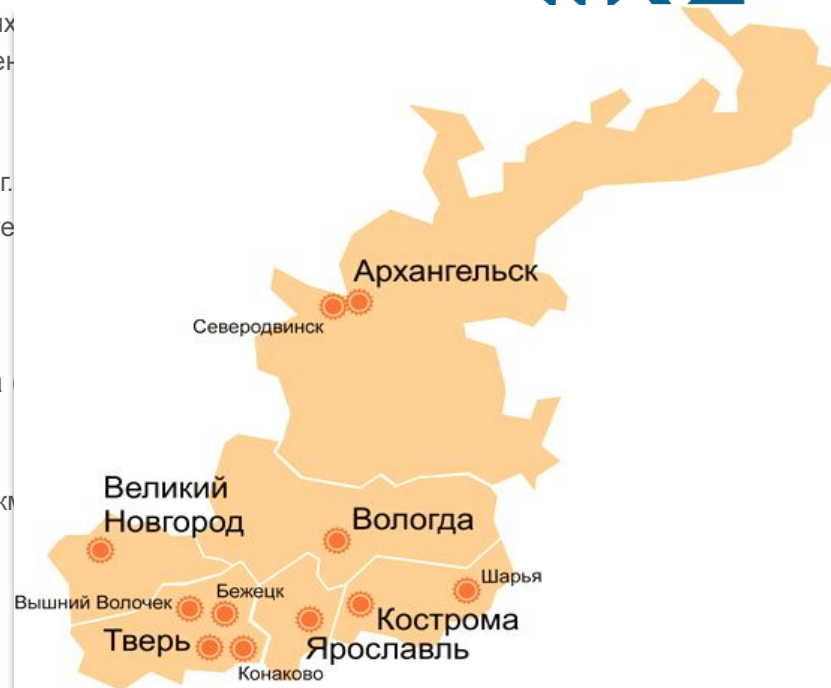 г.
Архангельск
Северодвинск
Великий
Новгород
Вологда
Шарья
Бежецк
Вышний Волочек
Кострома
Тверь
Ярославль
Конаково